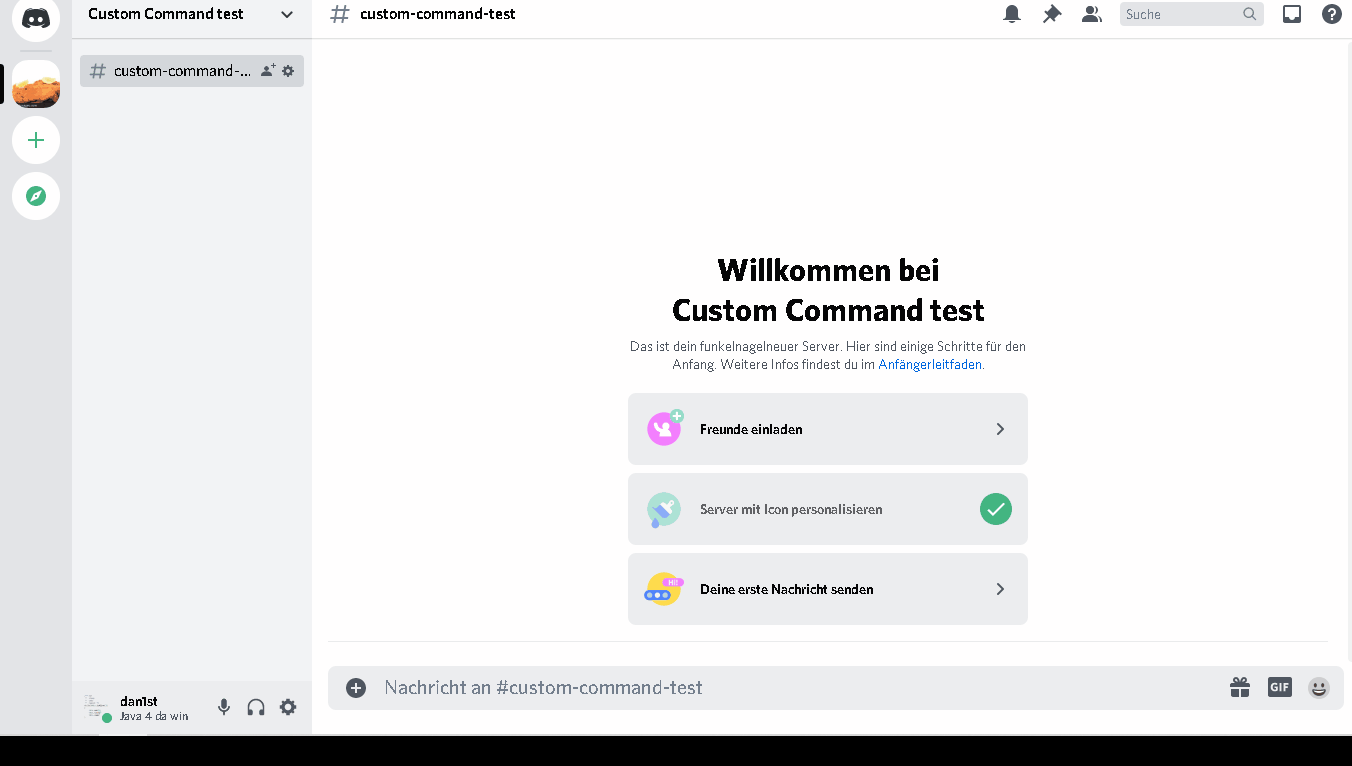 Custom Command test
custom-command-test
Suche
custom-command-...
Willkommen bei
Custom Command test
Das ist dein funkelnagelneuer Server. Hier sind einige Schritte für den
Anfang. Weitere Infos findest du im Anfängerleitfaden.
Freunde einladen
Server mit Icon personalisieren
HI!
Deine erste Nachricht senden
dan1st
Java 4 da win
Nachricht an #custom-command-test
GIF